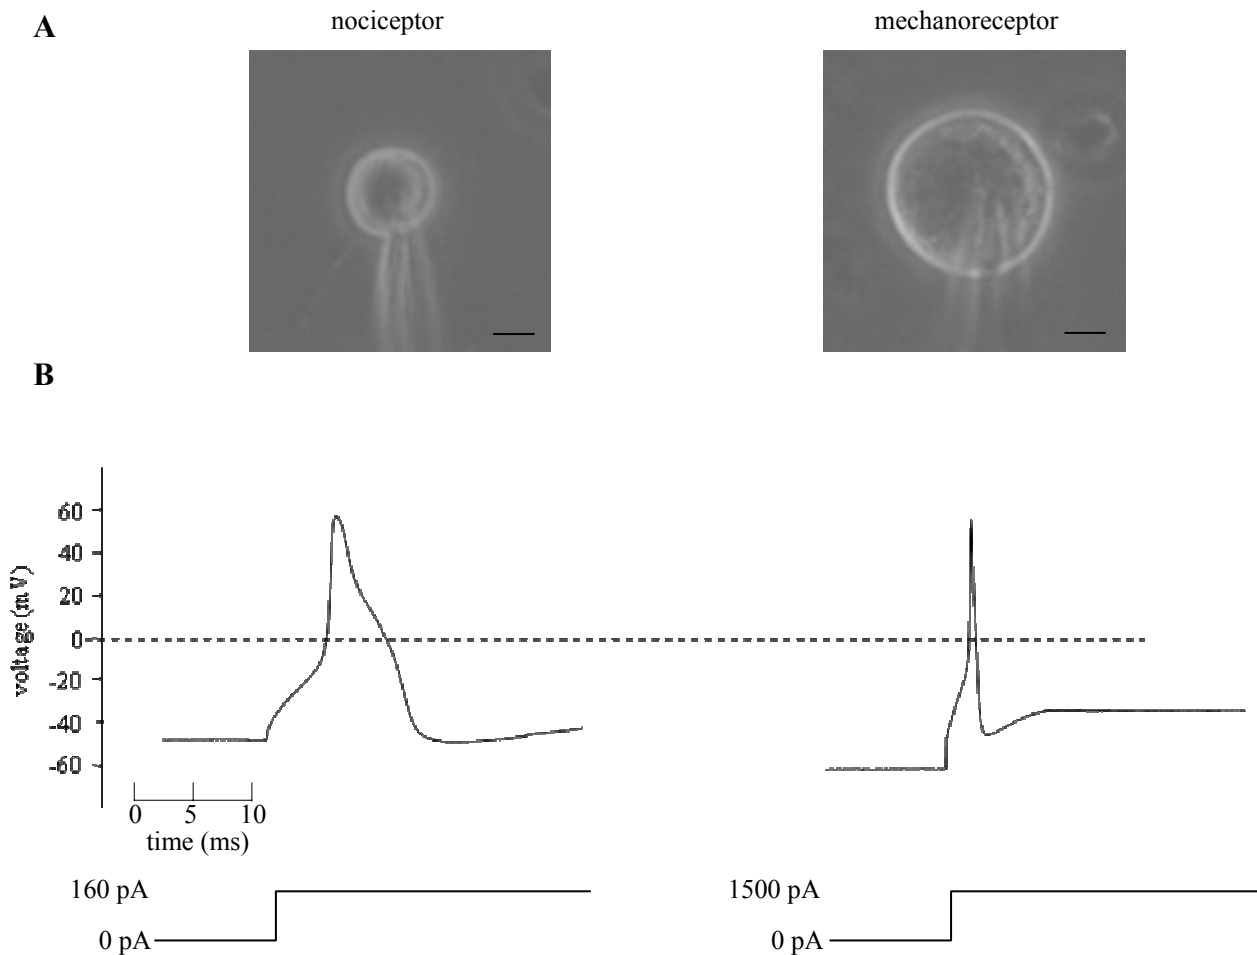 A
nociceptor
mechanoreceptor
B
voltage (mV)
60
40
20
0
-20
-40
-60
0 5 10
time (ms)
160 pA
0 pA
1500 pA
0 pA